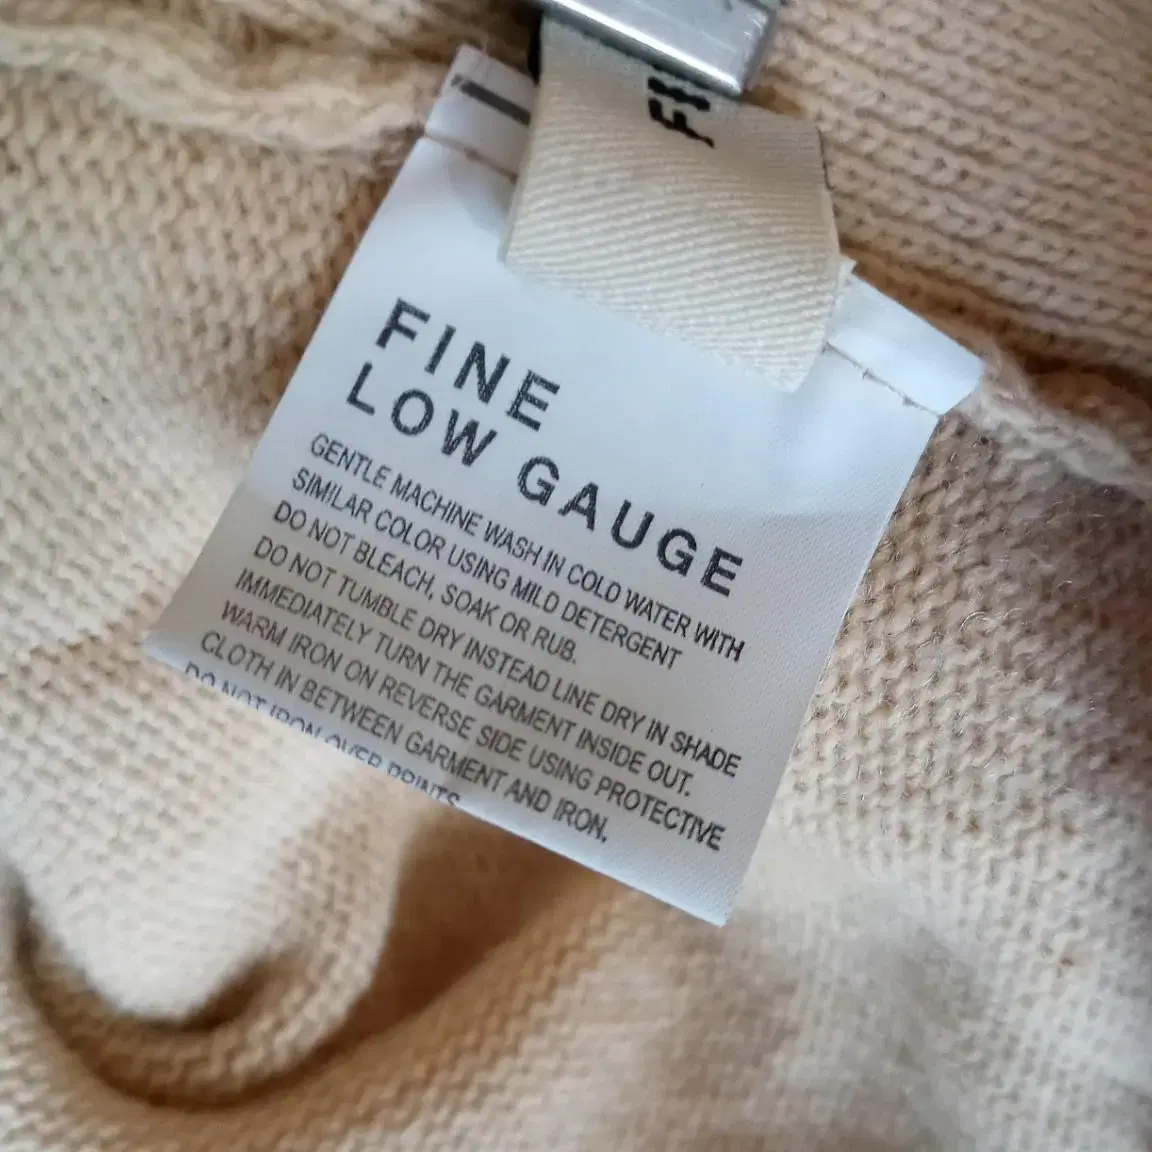 FINE
LOW GAUGE
GENTLE MACHINE WASH IN COLD WATER WITH
SIMILAR COLOR USING MILD DETERGENT
DO NOT BLEACH, SOAK OR RUB.
DO NOT TUMBLE DRY INSTEAD LINE DRY IN SHADE
IMMEDIATELY TURN THE GARMENT INSIDE OUT.
WARM IRON ON REVERSE SIDE USING PROTECTIVE
CLOTH IN BETWEEN GARMENT AND IRON,
DO NOT IRON OVER PRINTS